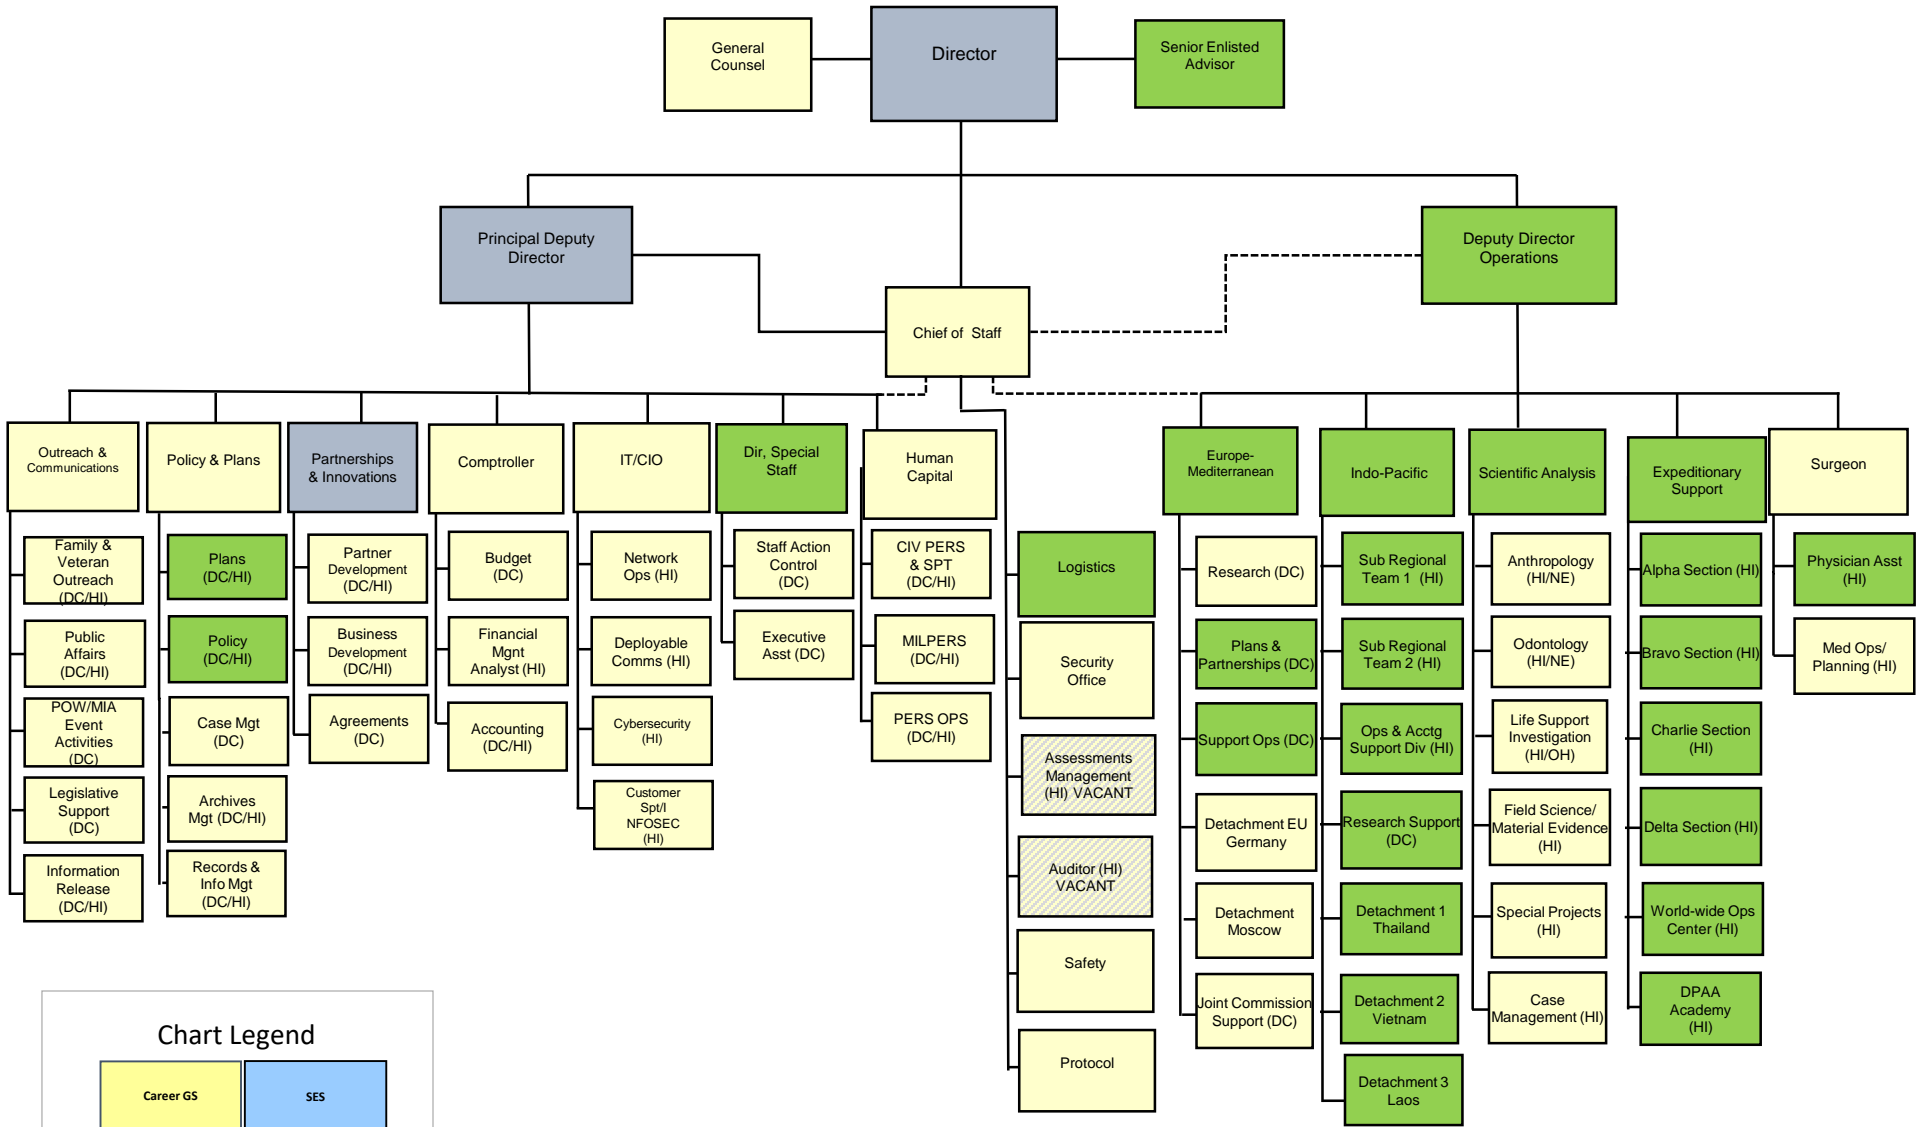 General
Counsel
Director
Senior Enlisted
Advisor
Principal Deputy
Director
Deputy Director
Operations
Chief of Staff
Outreach &
Communications
Policy & Plans
Partnerships
& Innovations
Comptroller
IT/CIO
Dir, Special
Staff
Human
Capital
Europe-
Mediterranean
Indo-Pacific
Scientific Analysis
Expeditionary
Support
Surgeon
Family &
Veteran
Outreach
(DC/HI)
Public
Affairs
(DC/HI)
POW/MIA
Event
Activities
(DC)
Legislative
Support
(DC)
Information
Release
(DC/HI)
Plans
(DC/HI)
Policy
(DC/HI)
Case Mgt
(DC)
Archives
Mgt (DC/HI)
Records &
Info Mgt
(DC/HI)
Partner
Development
(DC/HI)
Business
Development
(DC/HI)
Agreements
(DC)
Budget
(DC)
Financial
Mgnt
Analyst (HI)
Accounting
(DC/HI)
Network
Ops (HI)
Deployable
Comms (HI)
Cybersecurity
(HI)
Customer
Spt/I
NFOSEC
(HI)
Staff Action
Control
(DC)
Executive
Asst (DC)
CIV PERS
& SPT
(DC/HI)
MILPERS
(DC/HI)
PERS OPS
(DC/HI)
Logistics
Security
Office
Assessments
Management
(HI) VACANT
Auditor (HI)
VACANT
Safety
Protocol
Research (DC)
Plans &
Partnerships (DC)
Support Ops (DC)
Detachment EU
Germany
Detachment
Moscow
Joint Commission
Support (DC)
Sub Regional
Team 1 (HI)
Sub Regional
Team 2 (HI)
Ops & Acctg
Support Div (HI)
Research Support
(DC)
Detachment 1
Thailand
Detachment 2
Vietnam
Detachment 3
Laos
Anthropology
(HI/NE)
Odontology
(HI/NE)
Life Support
Investigation
(HI/OH)
Field Science/
Material Evidence
(HI)
Special Projects
(HI)
Case
Management (HI)
Alpha Section (HI)
Bravo Section (HI)
Charlie Section
(HI)
Delta Section (HI)
World-wide Ops
Center (HI)
DPAA
Academy
(HI)
Physician Asst
(HI)
Med Ops/
Planning (HI)
Chart Legend
Career GS
SES